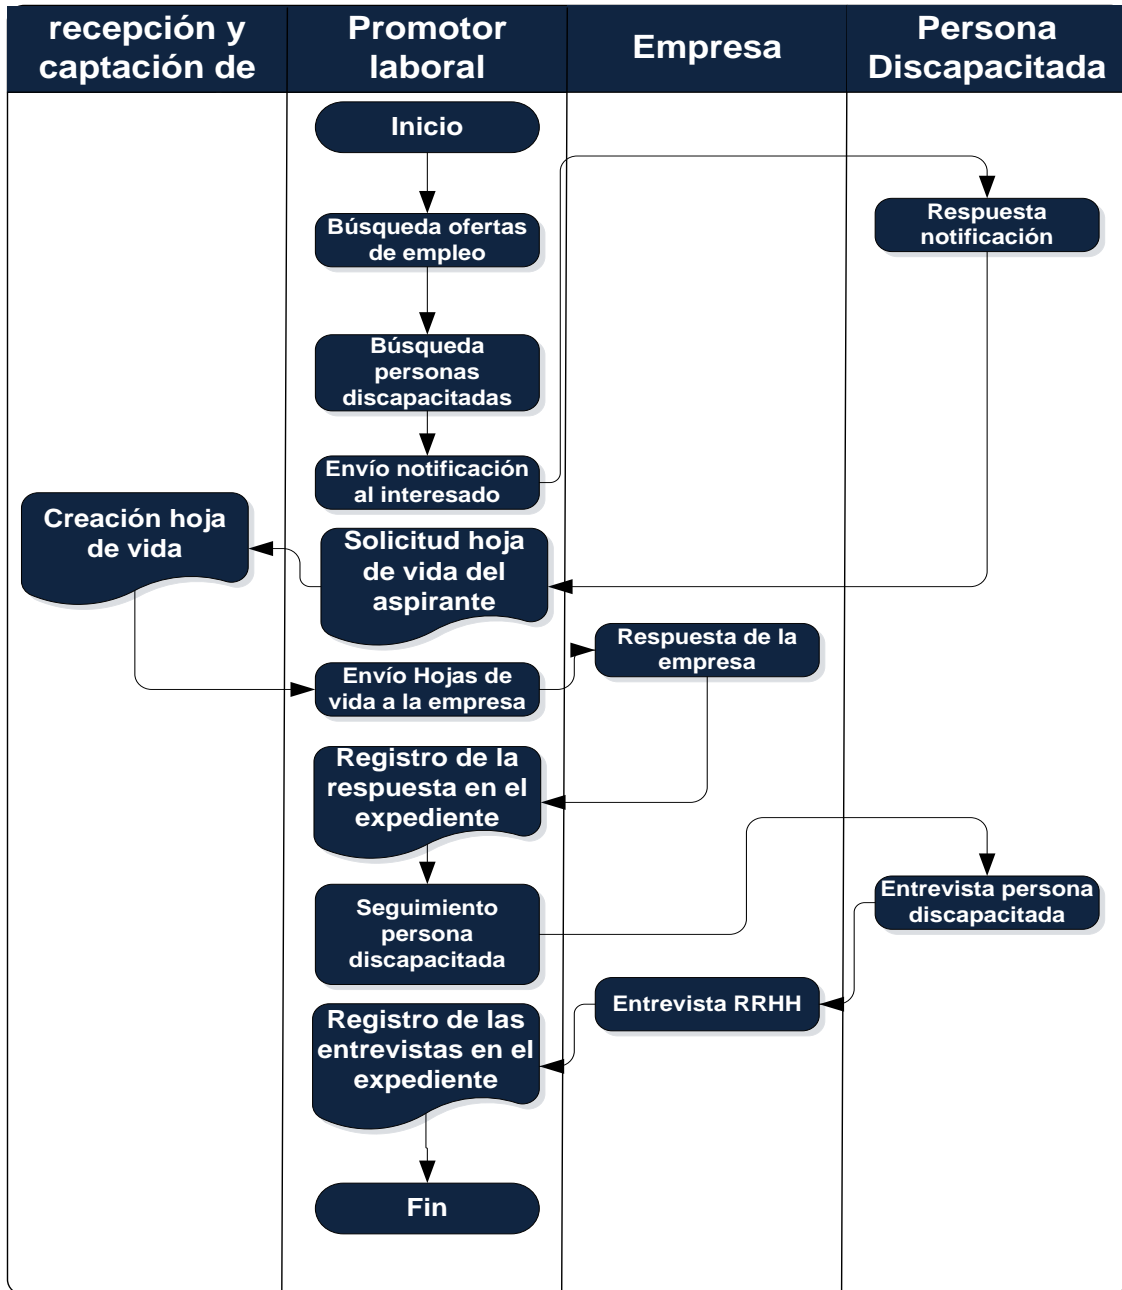 recepción y
captación de
Promotor
laboral
Empresa
Persona
Discapacitada
Inicio
Búsqueda ofertas
de empleo
Respuesta
notificación
Búsqueda
personas
discapacitadas
Envío notificación
al interesado
Creación hoja
de vida
Solicitud hoja
de vida del
aspirante
Respuesta de la
empresa
Envío Hojas de
vida a la empresa
Registro de la
respuesta en el
expediente
Seguimiento
persona
discapacitada
Entrevista persona
discapacitada
Entrevista RRHH
Registro de las
entrevistas en el
expediente
Fin